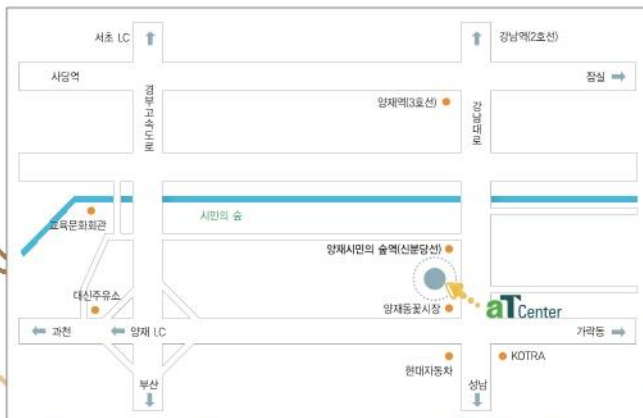 서초 I.C
강남역(2호선)
사당역
잠실
경부고속도로
양재역(3호선)
강남대로
시민의 숲
교육문화회관
양재시민의 숲역(신분당선)
대신주유소
양재동꽃시장
aT Center
과천
양재 I.C
가락동
현대자동차
KOTRA
부산
성남